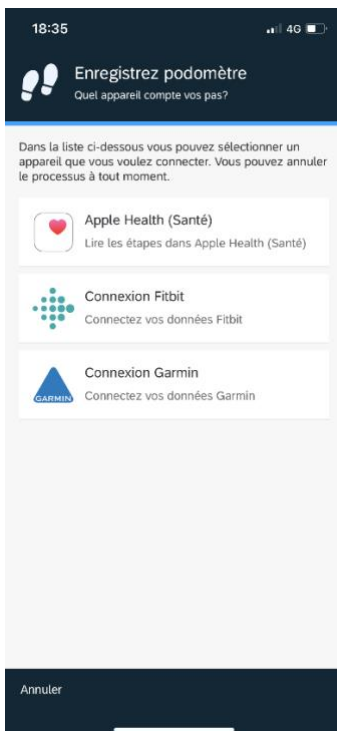 18:35
4G
Enregistrez podomètre
Quel appareil compte vos pas?
Dans la liste ci-dessous vous pouvez sélectionner un
appareil que vous voulez connecter. Vous pouvez annuler
le processus à tout moment.
Apple Health (Santé)
Lire les étapes dans Apple Health (Santé)
Connexion Fitbit
Connectez vos données Fitbit
GARMIN
Connexion Garmin
Connectez vos données Garmin
Annuler